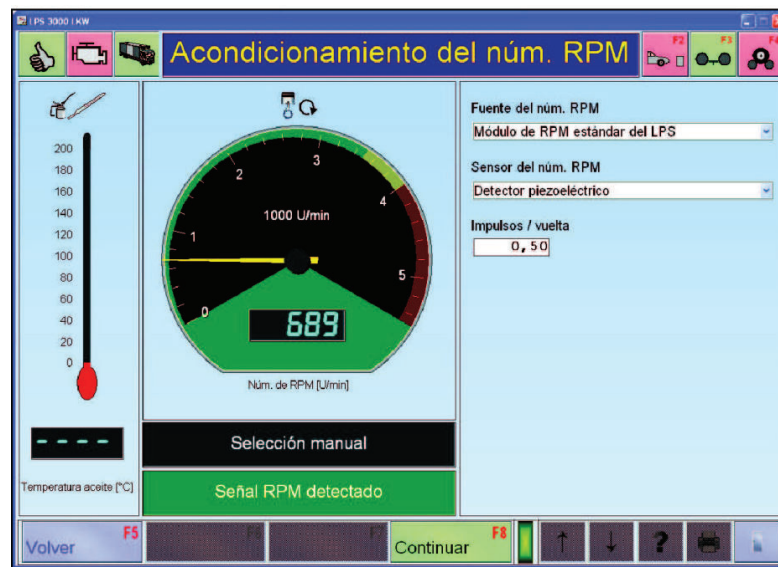 LPS 3000 LKW
Acondicionamiento del núm. RPM
F2
F3
F4
200
180
160
140
120
100
80
60
40
20
0
Temperatura aceite [°C]
0
1
2
3
4
5
1000 U/min
689
Núm. de RPM [U/min]
Selección manual
Señal RPM detectado
Fuente del núm. RPM
Módulo de RPM estándar del LPS
Sensor del núm. RPM
Detector piezoeléctrico
Impulsos / vuelta
0,50
Volver F5
F6
F7
Continuar F8
?